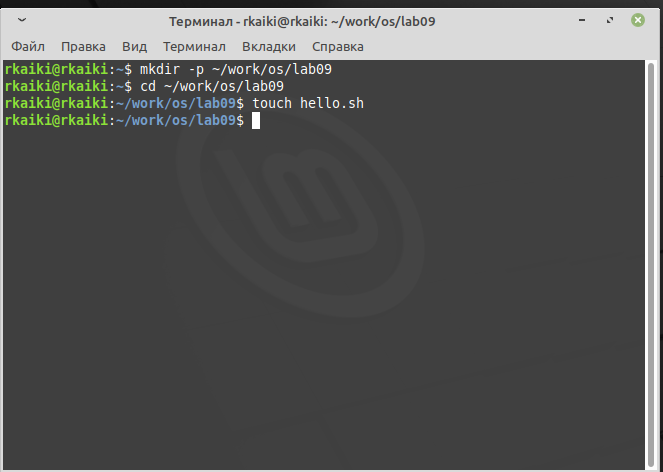 Терминал - rkaiki@rkaiki: ~/work/os/lab09
Файл Правка Вид Терминал Вкладки Справка
rkaiki@rkaiki:~$ mkdir -p ~/work/os/lab09
rkaiki@rkaiki:~$ cd ~/work/os/lab09
rkaiki@rkaiki:~/work/os/lab09$ touch hello.sh
rkaiki@rkaiki:~/work/os/lab09$